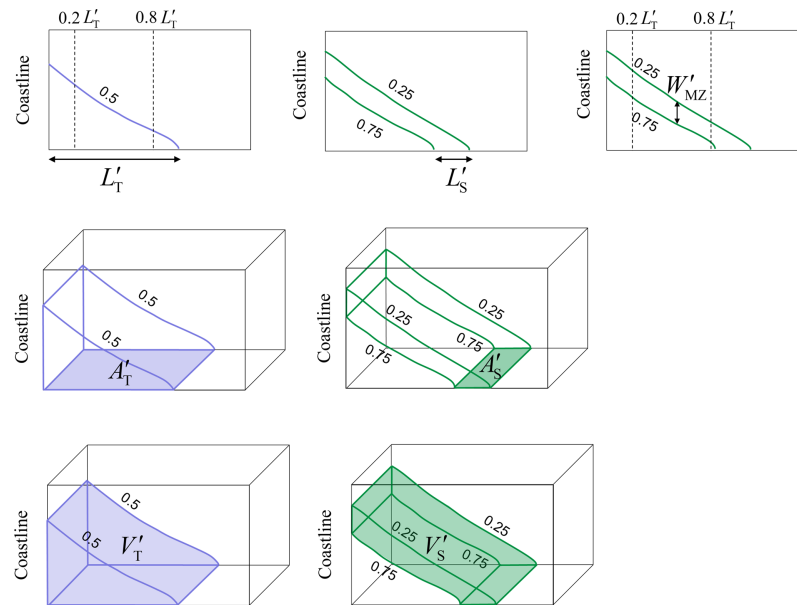 0.2 L′T
0.8 L′T
Coastline
0.5
L′T
Coastline
0.25
0.75
L′S
0.2 L′T
0.8 L′T
Coastline
0.25
W′MZ
0.75
Coastline
0.5
0.5
A′T
Coastline
0.25
0.25
0.75
0.75
A′S
Coastline
0.5
0.5
V′T
Coastline
0.25
0.25
V′S
0.75
0.75